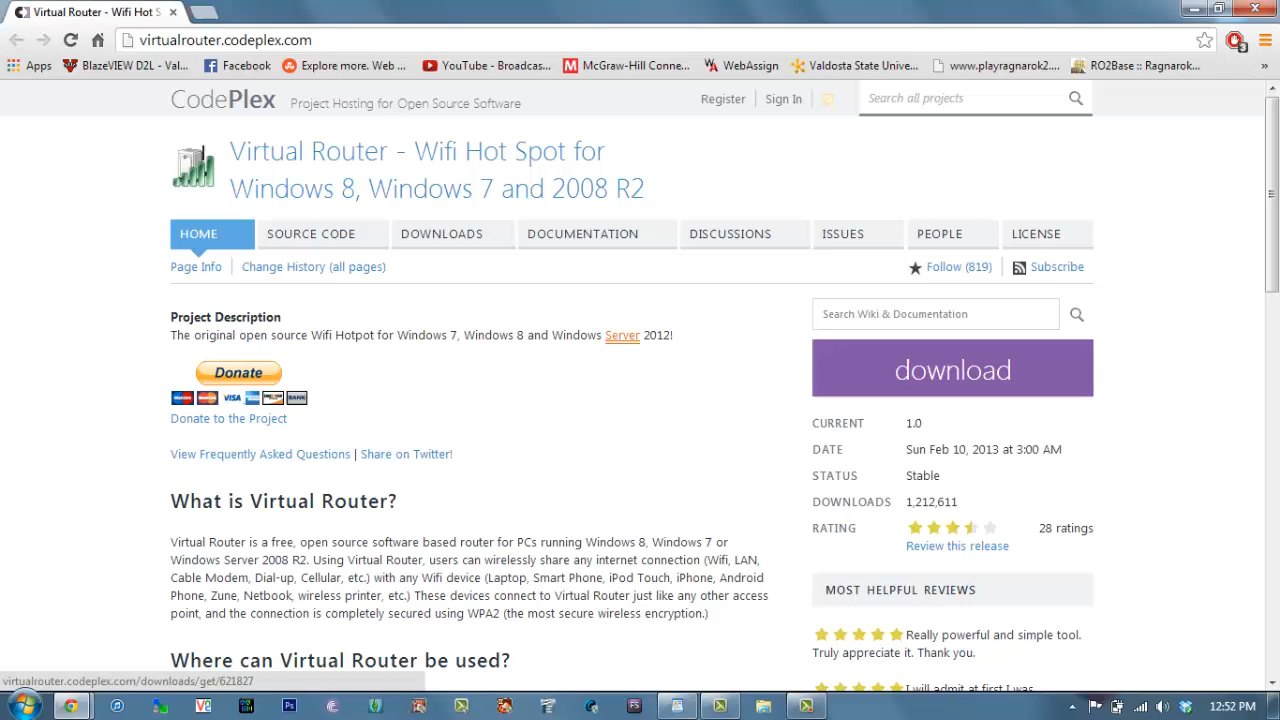 Virtual Router - Wifi Hot S
virtualrouter.codeplex.com
3
Apps BlazeVIEW D2L - Val... Facebook Explore more. Web ... YouTube - Broadcas... McGraw-Hill Conne... WebAssign Valdosta State Unive... www.playragnarok2.... RO2Base :: Ragnarok... »
CodePlex Project Hosting for Open Source Software Register Sign In Search all projects
Virtual Router - Wifi Hot Spot for
Windows 8, Windows 7 and 2008 R2
HOME SOURCE CODE DOWNLOADS DOCUMENTATION DISCUSSIONS ISSUES PEOPLE LICENSE
Page Info Change History (all pages) Follow (819) Subscribe
Project Description
The original open source Wifi Hotpot for Windows 7, Windows 8 and Windows Server 2012!
Donate
VISA BANK
Donate to the Project
View Frequently Asked Questions | Share on Twitter!
What is Virtual Router?
Virtual Router is a free, open source software based router for PCs running Windows 8, Windows 7 or
Windows Server 2008 R2. Using Virtual Router, users can wirelessly share any internet connection (Wifi, LAN,
Cable Modem, Dial-up, Cellular, etc.) with any Wifi device (Laptop, Smart Phone, iPod Touch, iPhone, Android
Phone, Zune, Netbook, wireless printer, etc.) These devices connect to Virtual Router just like any other access
point, and the connection is completely secured using WPA2 (the most secure wireless encryption.)
Where can Virtual Router be used?
Search Wiki & Documentation
download
CURRENT 1.0
DATE Sun Feb 10, 2013 at 3:00 AM
STATUS Stable
DOWNLOADS 1,212,611
RATING 28 ratings
Review this release
MOST HELPFUL REVIEWS
Really powerful and simple tool.
Truly appreciate it. Thank you.
I will admit at first I was
virtualrouter.codeplex.com/downloads/get/621827
Ps FS 12:52 PM